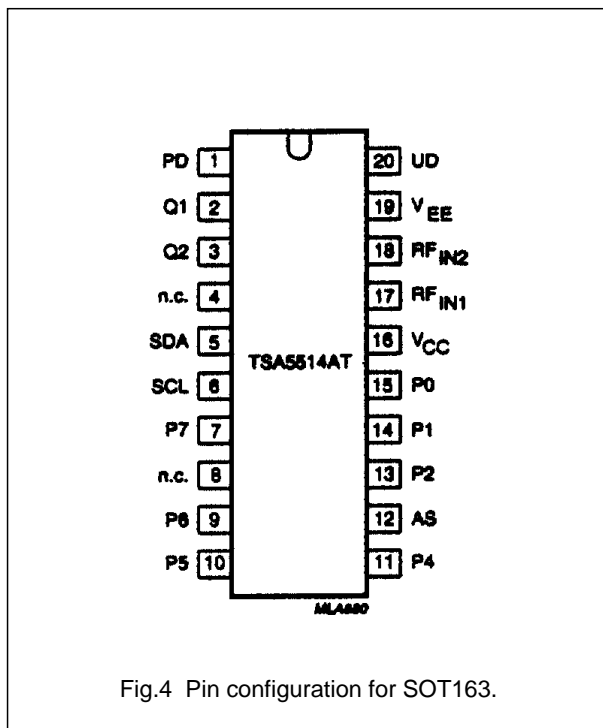 PD 1 20 UD
Q1 2 19 VEE
Q2 3 18 RFIN2
n.c. 4 17 RFIN1
SDA 5 16 VCC
TSA5514AT
SCL 6 15 P0
P7 7 14 P1
n.c. 8 13 P2
P6 9 12 AS
P5 10 11 P4
MLA680
Fig.4 Pin configuration for SOT163.